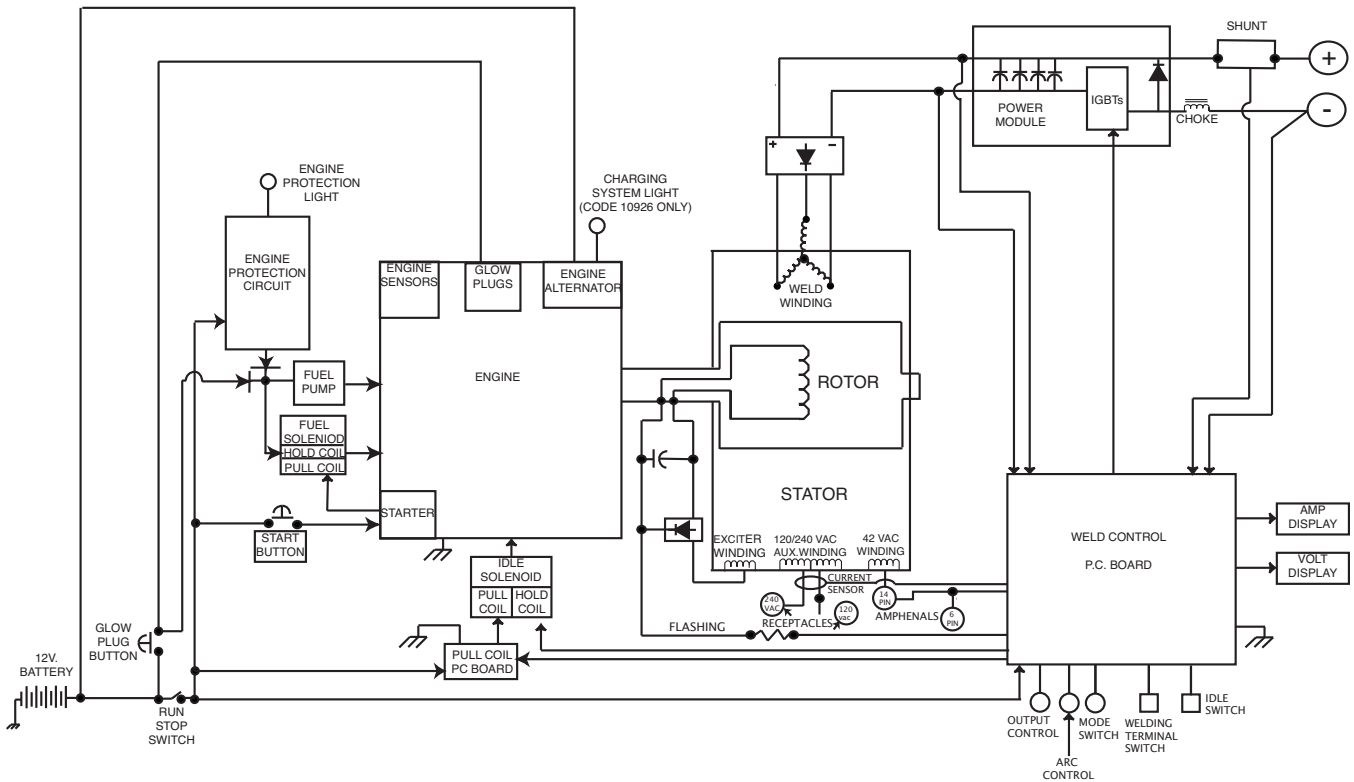 SHUNT
+
-
POWER
MODULE
IGBTs
CHOKE
+ -
ENGINE
PROTECTION
LIGHT
CHARGING
SYSTEM LIGHT
(CODE 10926 ONLY)
ENGINE
PROTECTION
CIRCUIT
ENGINE
SENSORS
GLOW
PLUGS
ENGINE
ALTERNATOR
WELD
WINDING
FUEL
PUMP
ENGINE
ROTOR
FUEL
SOLENIOD
HOLD COIL
PULL COIL
STATOR
STARTER
START
BUTTON
EXCITER
WINDING
120/240 VAC
AUX.WINDING
42 VAC
WINDING
WELD CONTROL
P.C. BOARD
AMP
DISPLAY
VOLT
DISPLAY
IDLE
SOLENOID
PULL
COIL
HOLD
COIL
CURRENT
SENSOR
240
VAC
120
vac
14
PIN
6
PIN
RECEPTACLES
AMPHENALS
FLASHING
GLOW
PLUG
BUTTON
PULL COIL
PC BOARD
12V.
BATTERY
RUN
STOP
SWITCH
OUTPUT
CONTROL
MODE
SWITCH
WELDING
TERMINAL
SWITCH
IDLE
SWITCH
ARC
CONTROL